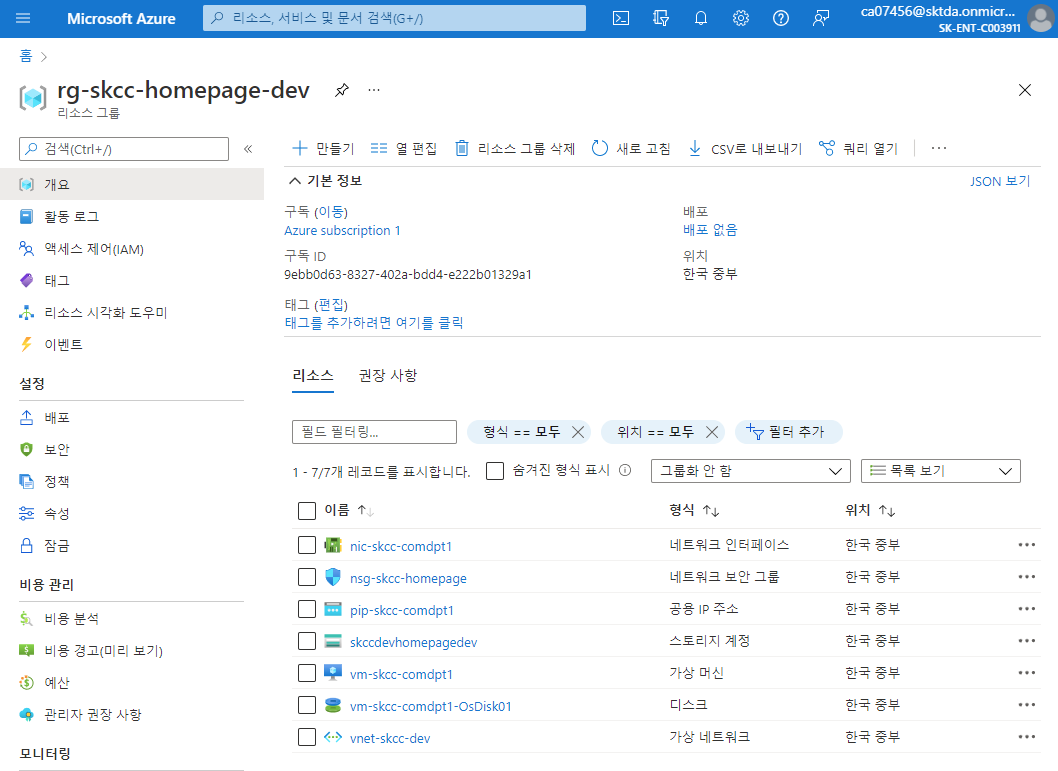 Microsoft Azure
리소스, 서비스 및 문서 검색(G+/)
ca07456@sktda.onmicr...
SK-ENT-C003911
홈
rg-skcc-homepage-dev
리소스 그룹
검색(Ctrl+/)
개요
활동 로그
액세스 제어(IAM)
태그
리소스 시각화 도우미
이벤트
설정
배포
보안
정책
속성
잠금
비용 관리
비용 분석
비용 경고(미리 보기)
예산
관리자 권장 사항
모니터링
만들기 열 편집 리소스 그룹 삭제 새로 고침 CSV로 내보내기 쿼리 열기
기본 정보 JSON 보기
구독 (이동)
Azure subscription 1
구독 ID
9ebb0d63-8327-402a-bdd4-e222b01329a1
태그 (편집)
태그를 추가하려면 여기를 클릭
배포
배포 없음
위치
한국 중부
리소스 권장 사항
필드 필터링... 형식 == 모두 위치 == 모두 필터 추가
1 - 7/7개 레코드를 표시합니다. 숨겨진 형식 표시 그룹화 안 함 목록 보기
이름 형식 위치
nic-skcc-comdpt1 네트워크 인터페이스 한국 중부
nsg-skcc-homepage 네트워크 보안 그룹 한국 중부
pip-skcc-comdpt1 공용 IP 주소 한국 중부
skccdevhomepagedev 스토리지 계정 한국 중부
vm-skcc-comdpt1 가상 머신 한국 중부
vm-skcc-comdpt1-OsDisk01 디스크 한국 중부
vnet-skcc-dev 가상 네트워크 한국 중부